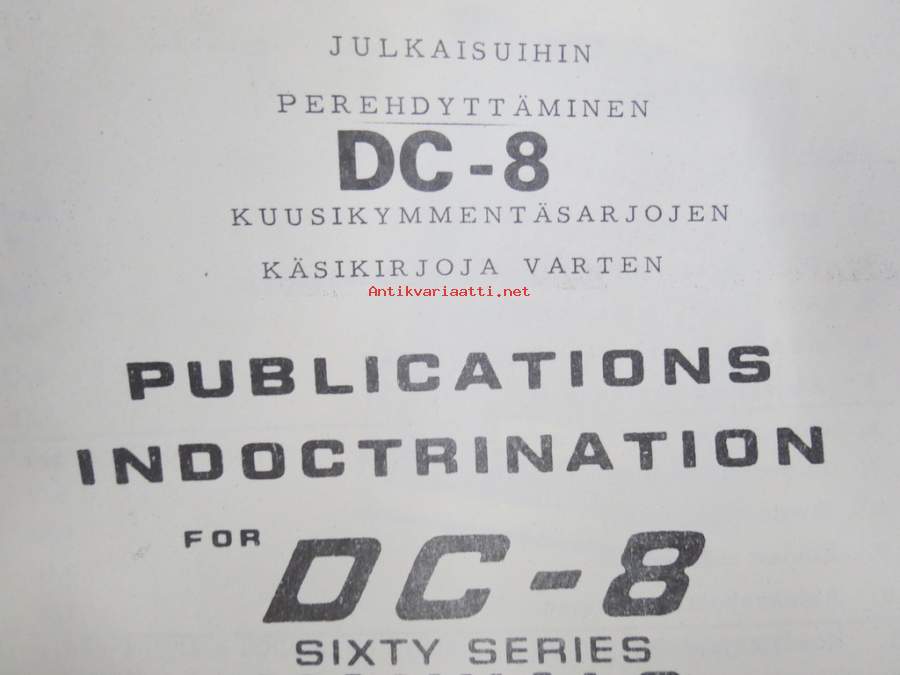 JULKAISUIHIN
PEREHDYTTÄMINEN
DC-8
KUUSIKYMMENTÄSARJOJEN
KÄSIKIRJOJA VARTEN
Antikvariaatti.net
PUBLICATIONS
INDOCTRINATION
FOR DC-8
SIXTY SERIES